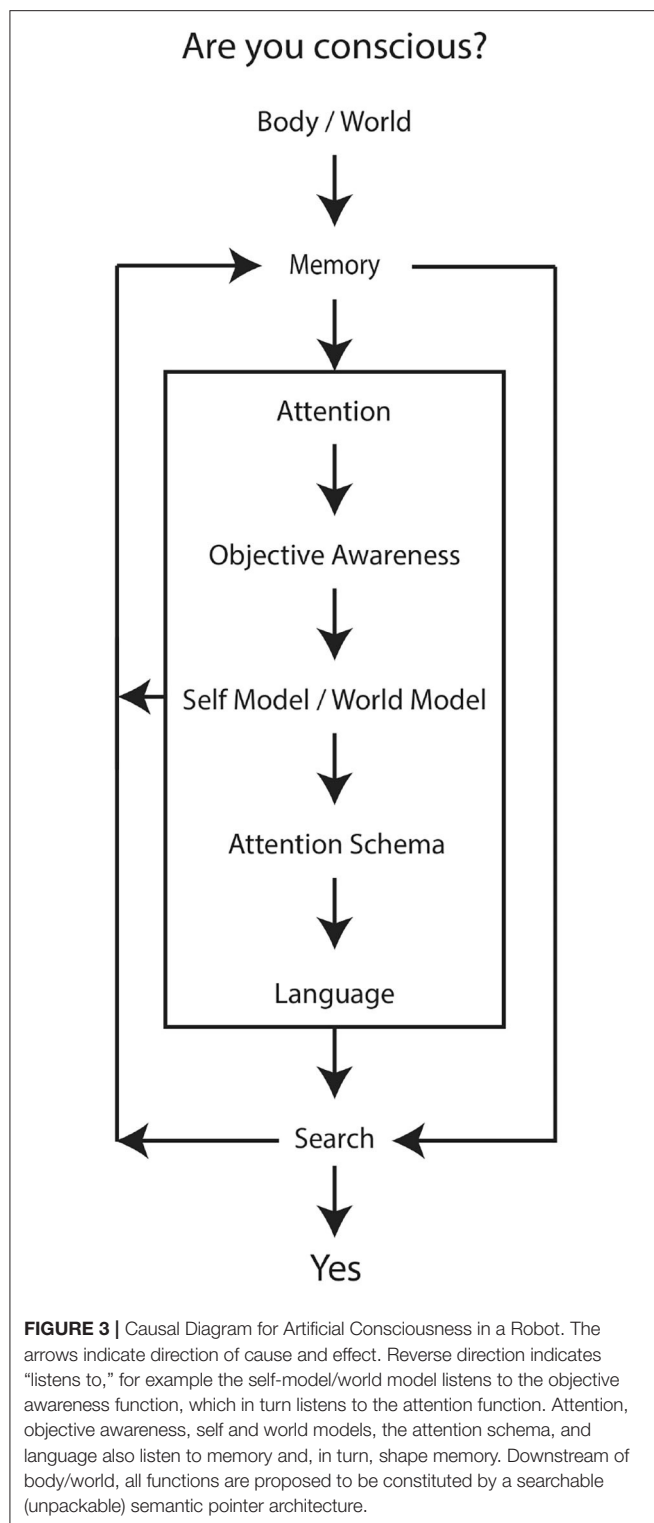 Are you conscious?
Body / World
Memory
Attention
Objective Awareness
Self Model / World Model
Attention Schema
Language
Search
Yes
FIGURE 3 | Causal Diagram for Artificial Consciousness in a Robot. The
arrows indicate direction of cause and effect. Reverse direction indicates
“listens to,” for example the self-model/world model listens to the objective
awareness function, which in turn listens to the attention function. Attention,
objective awareness, self and world models, the attention schema, and
language also listen to memory and, in turn, shape memory. Downstream of
body/world, all functions are proposed to be constituted by a searchable
(unpackable) semantic pointer architecture.